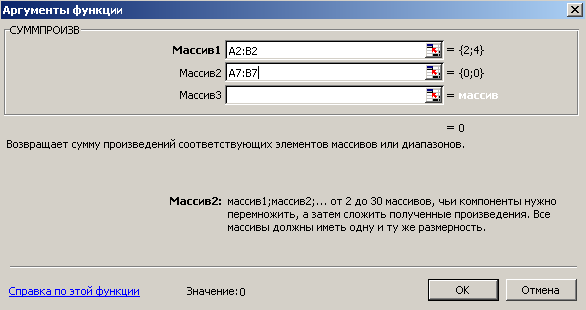 Аргументы функции
СУММПРОИЗВ
Массив1 A2:B2 = {2;4}
Массив2 A7:B7 = {0;0}
Массив3 = массив
= 0
Возвращает сумму произведений соответствующих элементов массивов или диапазонов.
Массив2: массив1;массив2;... от 2 до 30 массивов, чьи компоненты нужно
перемножить, а затем сложить полученные произведения. Все
массивы должны иметь одну и ту же размерность.
Справка по этой функции Значение:0 OK Отмена